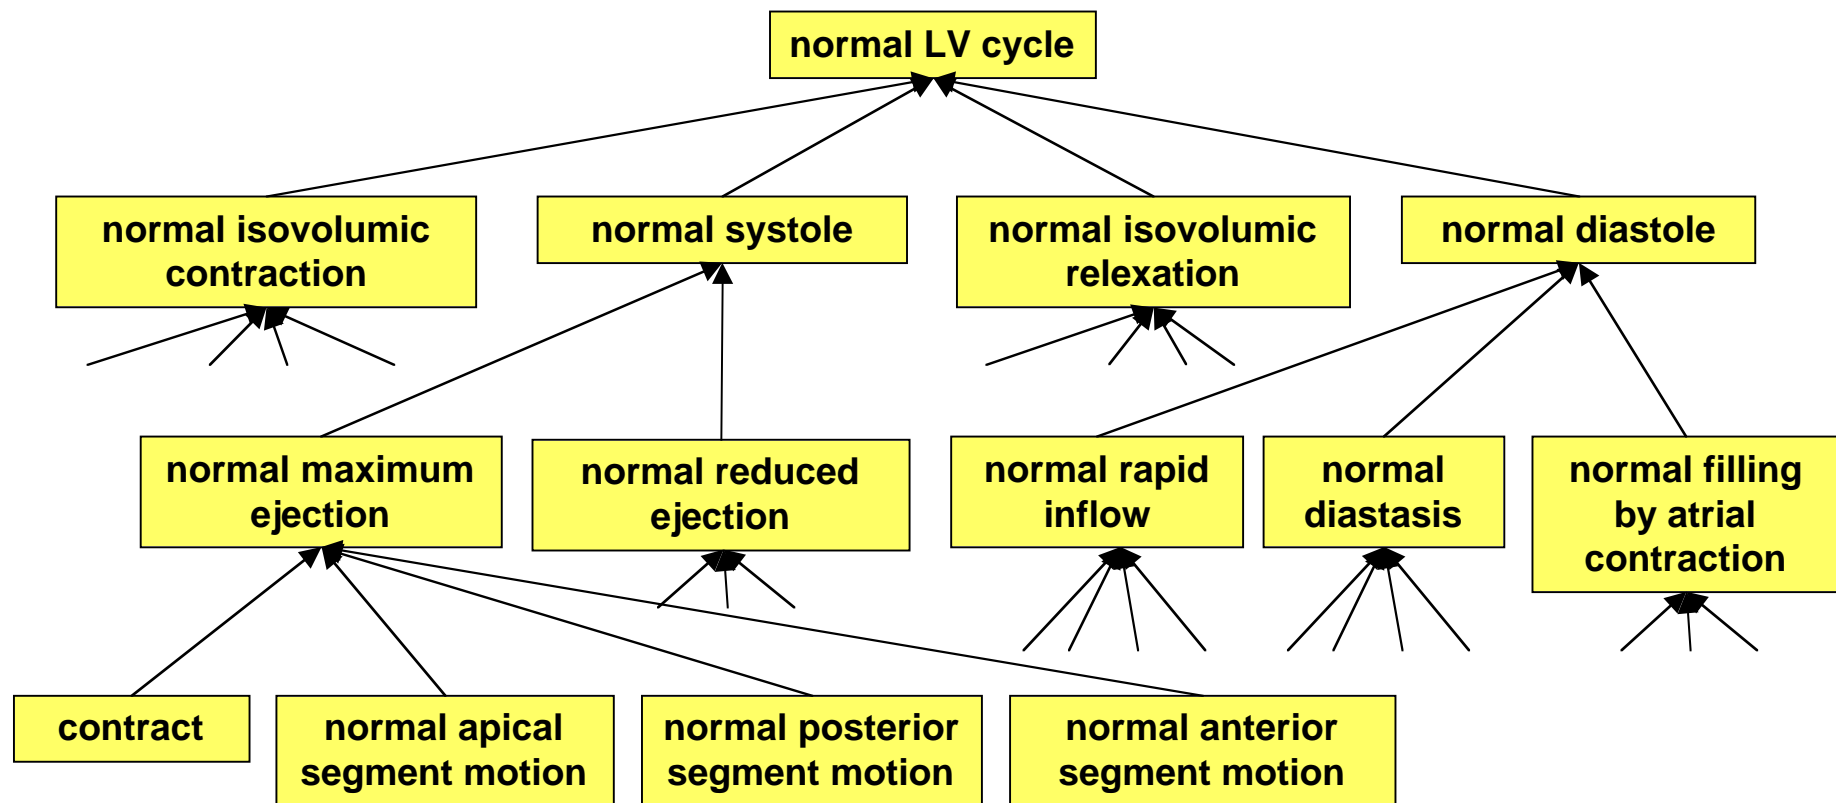 normal LV cycle
normal isovolumic
contraction
normal systole
normal isovolumic
relexation
normal diastole
normal maximum
ejection
normal reduced
ejection
normal rapid
inflow
normal
diastasis
normal filling
by atrial
contraction
contract
normal apical
segment motion
normal posterior
segment motion
normal anterior
segment motion